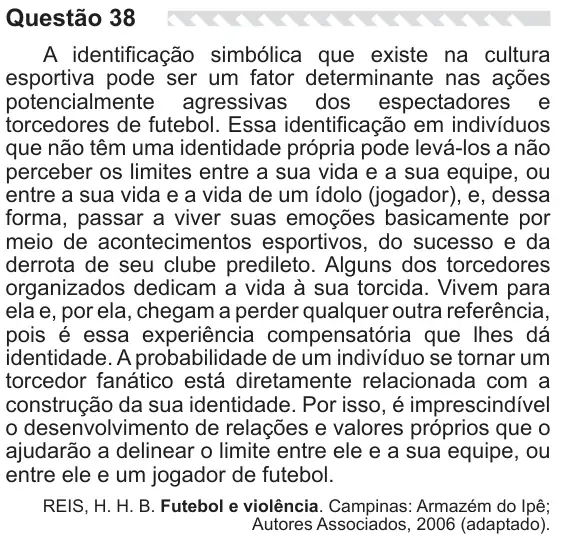 Questão 38
A identificação simbólica que existe na cultura
esportiva pode ser um fator determinante nas ações
potencialmente agressivas dos espectadores e
torcedores de futebol. Essa identificação em indivíduos
que não têm uma identidade própria pode levá-los a não
perceber os limites entre a sua vida e a sua equipe, ou
entre a sua vida e a vida de um ídolo (jogador), e, dessa
forma, passar a viver suas emoções basicamente por
meio de acontecimentos esportivos, do sucesso e da
derrota de seu clube predileto. Alguns dos torcedores
organizados dedicam a vida à sua torcida. Vivem para
ela e, por ela, chegam a perder qualquer outra referência,
pois é essa experiência compensatória que lhes dá
identidade. A probabilidade de um indivíduo se tornar um
torcedor fanático está diretamente relacionada com a
construção da sua identidade. Por isso, é imprescindível
o desenvolvimento de relações e valores próprios que o
ajudarão a delinear o limite entre ele e a sua equipe, ou
entre ele e um jogador de futebol.
REIS, H. H. B. Futebol e violência. Campinas: Armazém do Ipê;
Autores Associados, 2006 (adaptado).